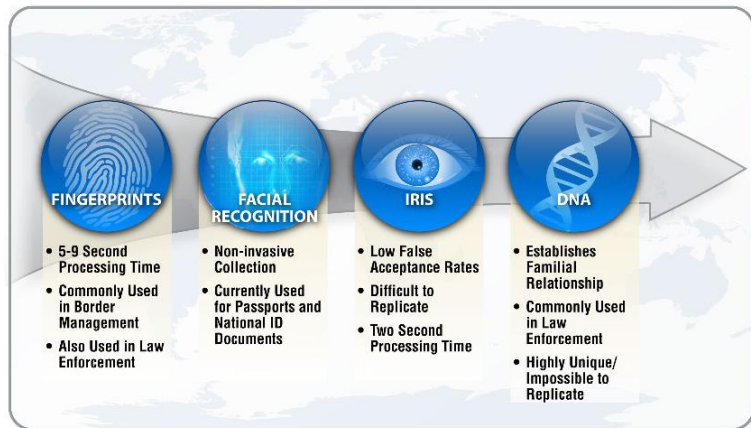 FINGERPRINTS
• 5-9 Second
Processing Time
• Commonly Used
in Border
Management
• Also Used in Law
Enforcement
FACIAL
RECOGNITION
• Non-invasive
Collection
• Currently Used
for Passports and
National ID
Documents
IRIS
• Low False
Acceptance Rates
• Difficult to
Replicate
• Two Second
Processing Time
DNA
• Establishes
Familial
Relationship
• Commonly Used
in Law
Enforcement
• Highly Unique/
Impossible to
Replicate